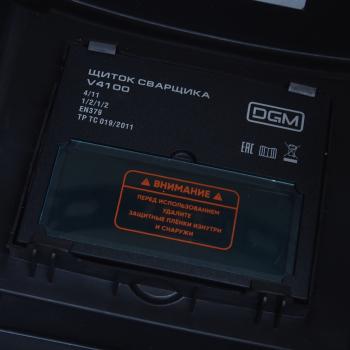 ЩИТОК СВАРЩИКА
V4100
4/11
1/2/1/2
EN379
ТР ТС 019/2011
DGM
EAC
ВНИМАНИЕ
ПЕРЕД ИСПОЛЬЗОВАНИЕМ
УДАЛИТЕ
ЗАЩИТНЫЕ ПЛЕНКИ ИЗНУТРИ
И СНАРУЖИ